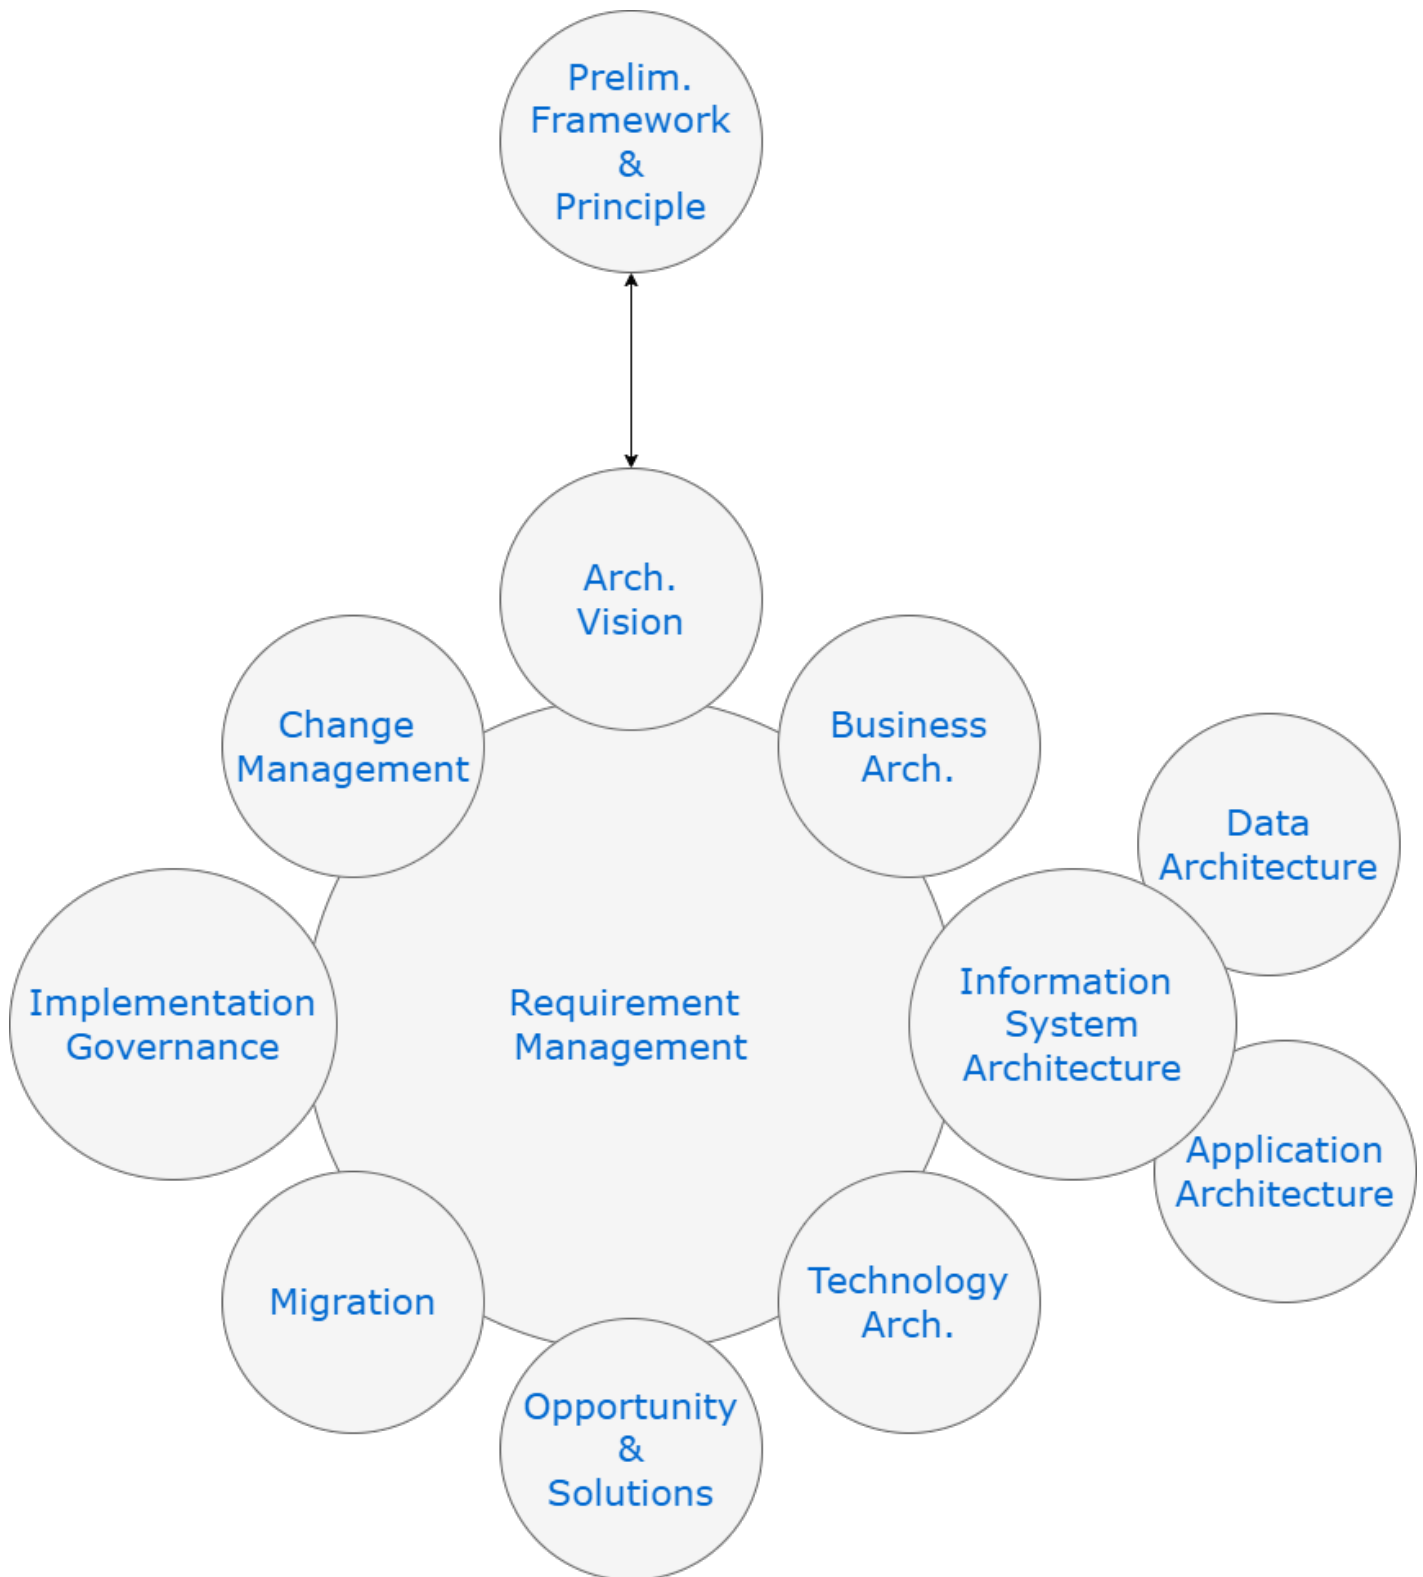 Prelim.
Framework
&
Principle
Arch.
Vision
Change
Management
Business
Arch.
Data
Architecture
Implementation
Governance
Requirement
Management
Information
System
Architecture
Application
Architecture
Migration
Technology
Arch.
Opportunity
&
Solutions